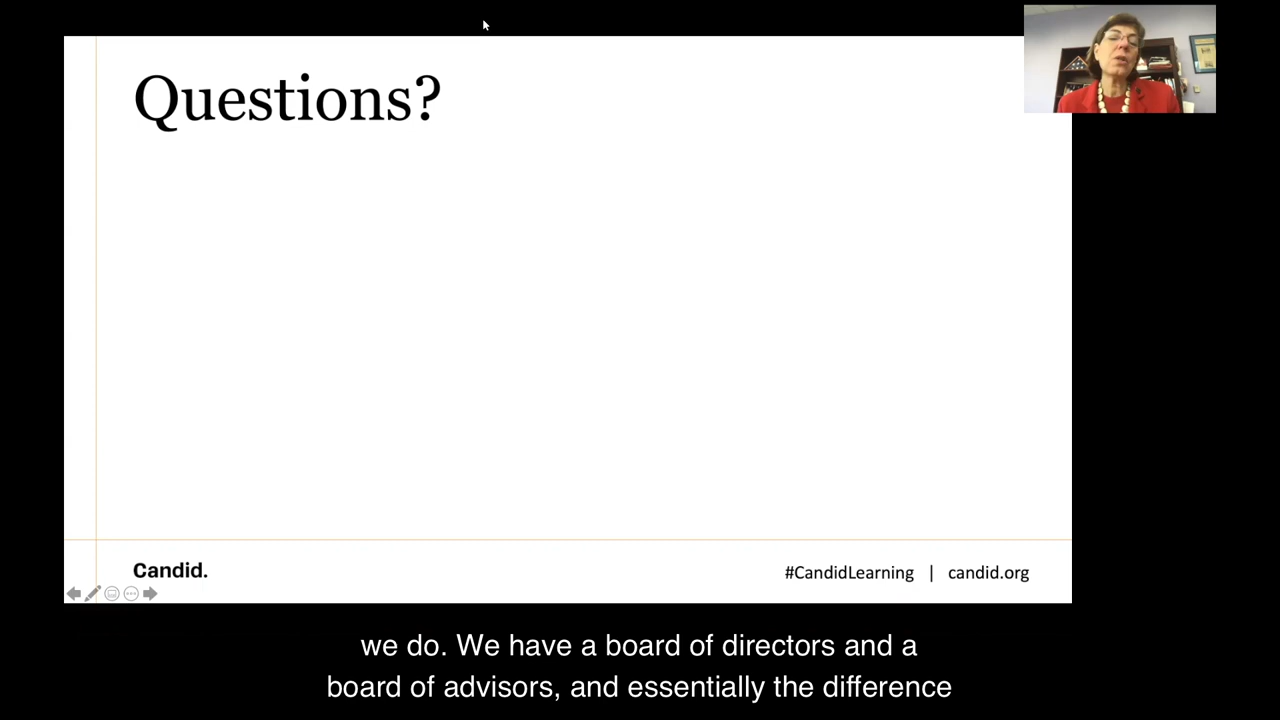 Questions?
Candid.
#CandidLearning | candid.org
we do. We have a board of directors and a
board of advisors, and essentially the difference